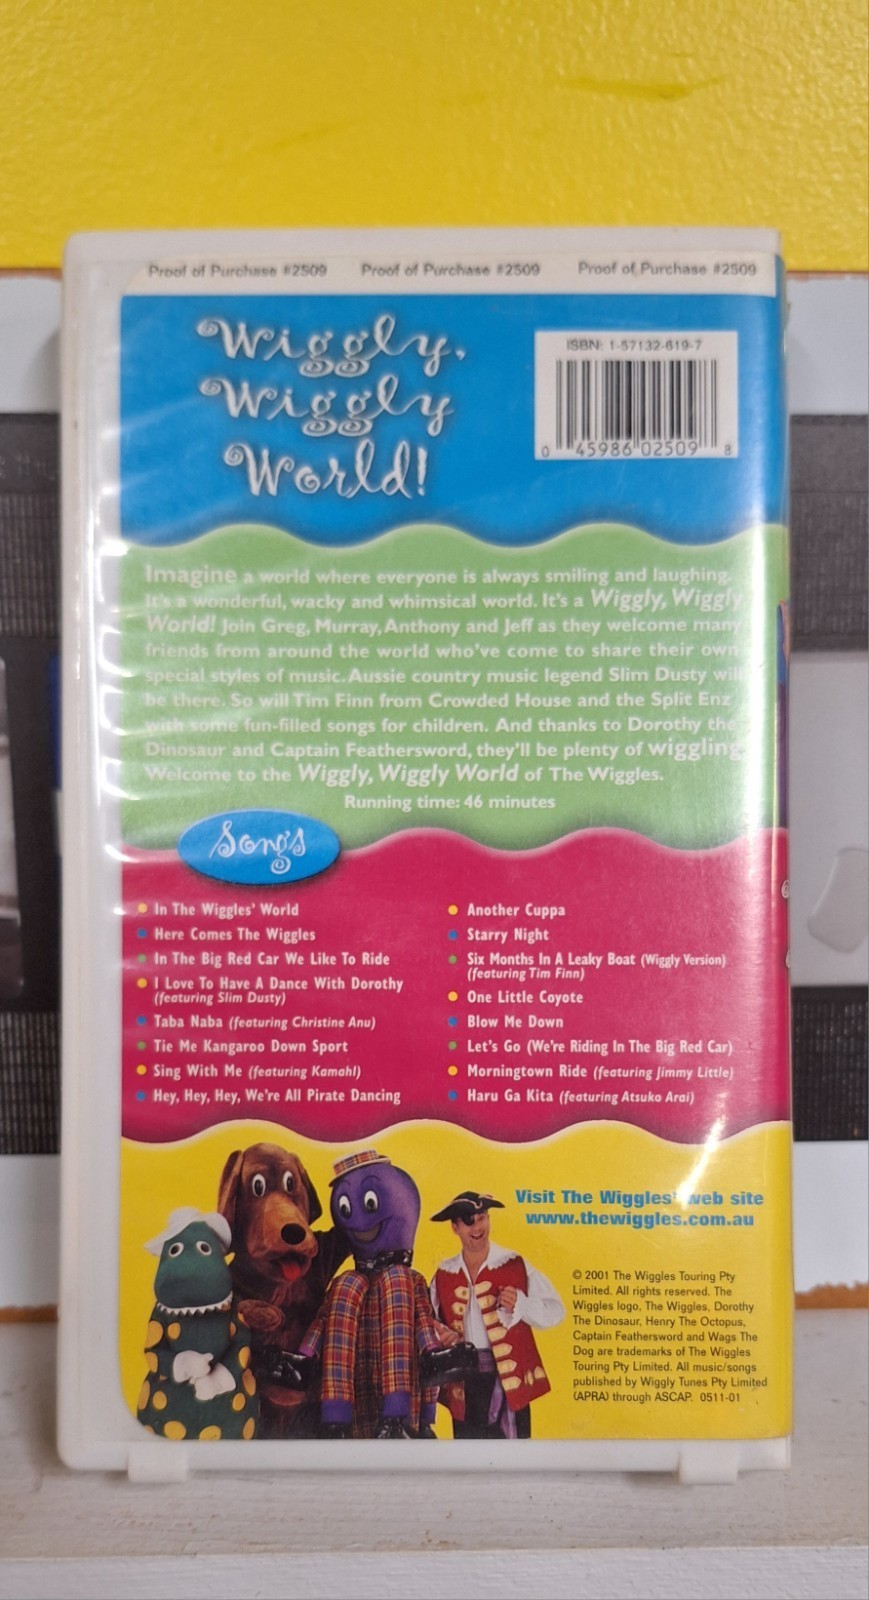 Proof of Purchase #2509 Proof of Purchase #2509 Proof of Purchase #2509
Wiggly,
Wiggly
World!
ISBN: 1-57132-619-7
0 45986 02509 8
Imagine a world where everyone is always smiling and laughing.
It's a wonderful, wacky and whimsical world. It's a Wiggly, Wiggly
World! Join Greg, Murray, Anthony and Jeff as they welcome many
friends from around the world who've come to share their own
special styles of music. Aussie country music legend Slim Dusty will
be there. So will Tim Finn from Crowded House and the Split Enz
with some fun-filled songs for children. And thanks to Dorothy the
Dinosaur and Captain Feathersword, they'll be plenty of wiggling.
Welcome to the Wiggly, Wiggly World of The Wiggles.
Running time: 46 minutes
Songs
In The Wiggles' World
Here Comes The Wiggles
In The Big Red Car We Like To Ride
I Love To Have A Dance With Dorothy
(featuring Slim Dusty)
Taba Naba (featuring Christine Anu)
Tie Me Kangaroo Down Sport
Sing With Me (featuring Kamahl)
Hey, Hey, Hey, We're All Pirate Dancing
Another Cuppa
Starry Night
Six Months In A Leaky Boat (Wiggly Version)
(featuring Tim Finn)
One Little Coyote
Blow Me Down
Let's Go (We're Riding In The Big Red Car)
Morningtown Ride (featuring Jimmy Little)
Haru Ga Kita (featuring Atsuko Arai)
Visit The Wiggles' web site
www.thewiggles.com.au
© 2001 The Wiggles Touring Pty
Limited. All rights reserved. The
Wiggles logo, The Wiggles, Dorothy
The Dinosaur, Henry The Octopus,
Captain Feathersword and Wags The
Dog are trademarks of The Wiggles
Touring Pty Limited. All music/songs
published by Wiggly Tunes Pty Limited
(APRA) through ASCAP. 0511-01